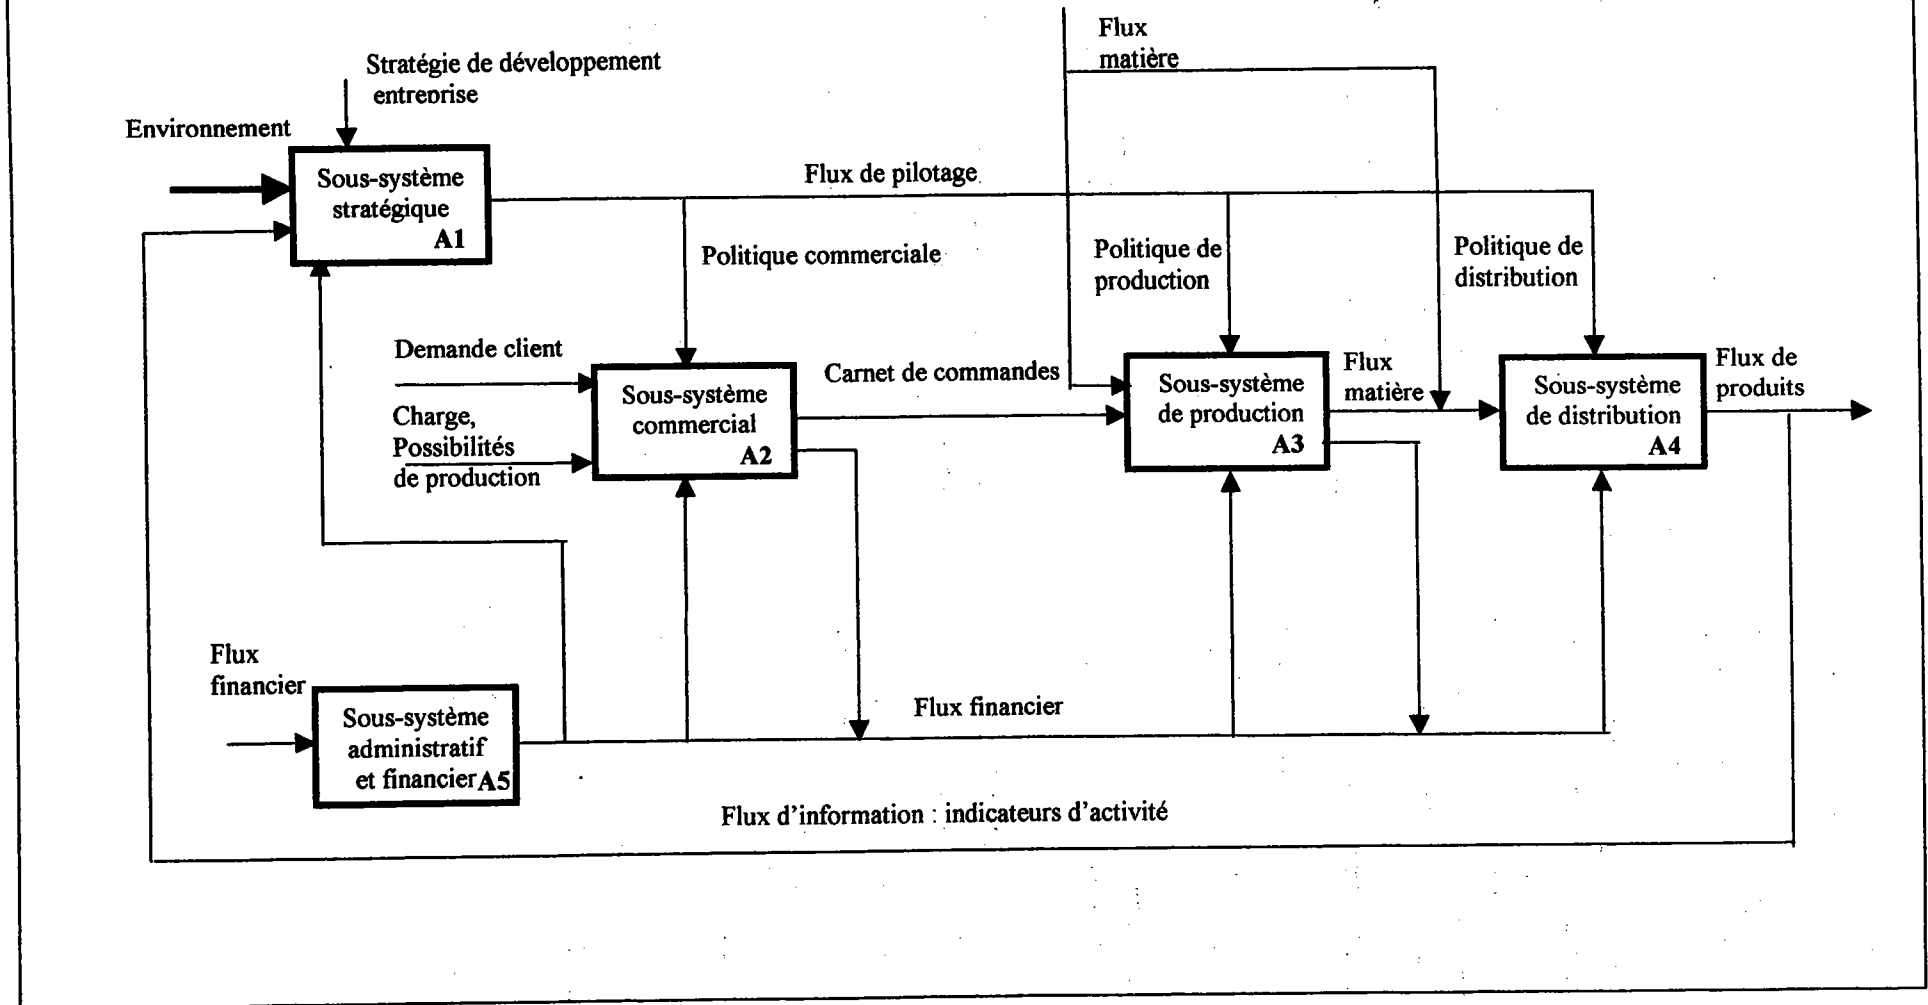 Flux
matière
Stratégie de développement
entreprise
Environnement
Sous-système
stratégique
A1
Flux de pilotage
Politique commerciale
Politique de
production
Politique de
distribution
Demande client
Charge,
Possibilités
de production
Sous-système
commercial
A2
Carnet de commandes
Sous-système
de production
A3
Flux
matière
Sous-système
de distribution
A4
Flux de
produits
Flux
financier
Sous-système
administratif
et financier A5
Flux financier
Flux d'information : indicateurs d'activité